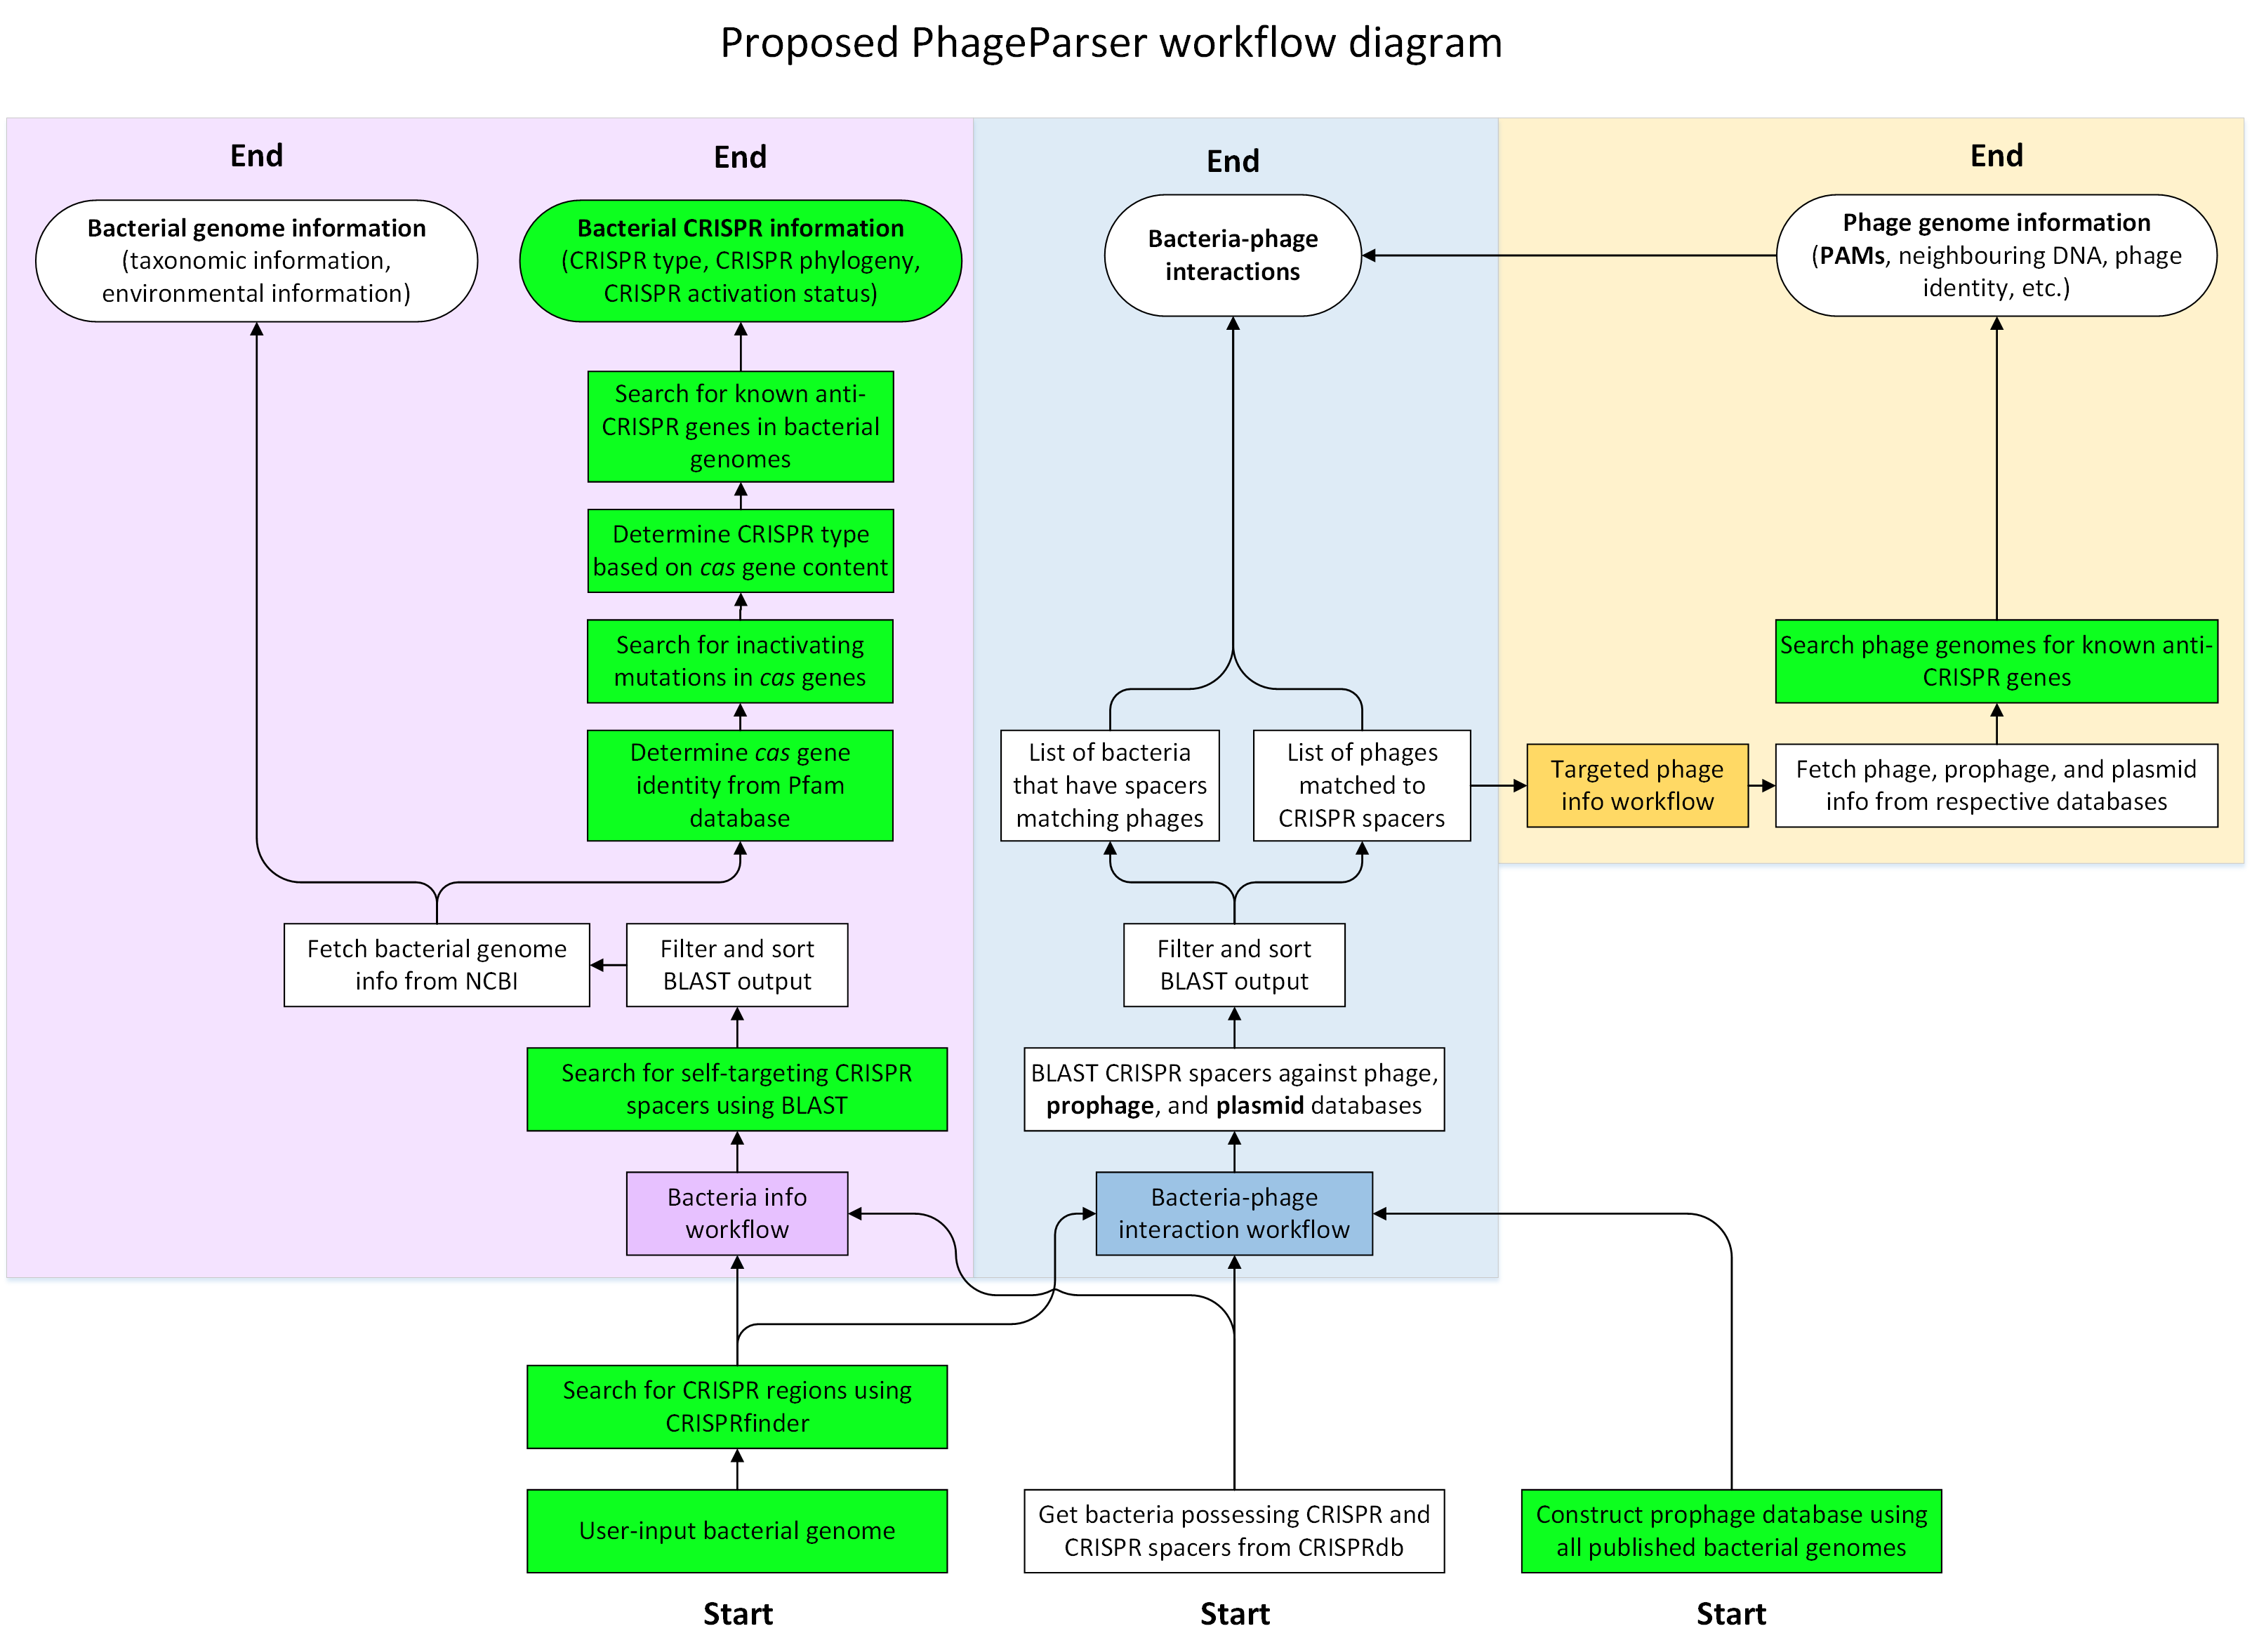 Proposed PhageParser workflow diagram
End
End
End
End
Bacterial genome information
(taxonomic information,
environmental information)
Bacterial CRISPR information
(CRISPR type, CRISPR phylogeny,
CRISPR activation status)
Bacteria-phage
interactions
Phage genome information
(PAMs, neighbouring DNA, phage
identity, etc.)
Search for known anti-
CRISPR genes in bacterial
genomes
Determine CRISPR type
based on cas gene content
Search for inactivating
mutations in cas genes
Search phage genomes for known anti-
CRISPR genes
Determine cas gene
identity from Pfam
database
List of bacteria
that have spacers
matching phages
List of phages
matched to
CRISPR spacers
Targeted phage
info workflow
Fetch phage, prophage, and plasmid
info from respective databases
Fetch bacterial genome
info from NCBI
Filter and sort
BLAST output
Filter and sort
BLAST output
Search for self-targeting CRISPR
spacers using BLAST
BLAST CRISPR spacers against phage,
prophage, and plasmid databases
Bacteria info
workflow
Bacteria-phage
interaction workflow
Search for CRISPR regions using
CRISPRfinder
User-input bacterial genome
Get bacteria possessing CRISPR and
CRISPR spacers from CRISPRdb
Construct prophage database using
all published bacterial genomes
Start
Start
Start